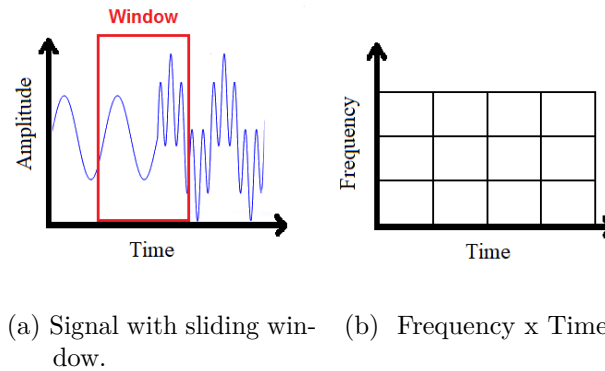 Window
Amplitude
Time
Frequency
Time
(a) Signal with sliding win-
dow.
(b) Frequency x Time